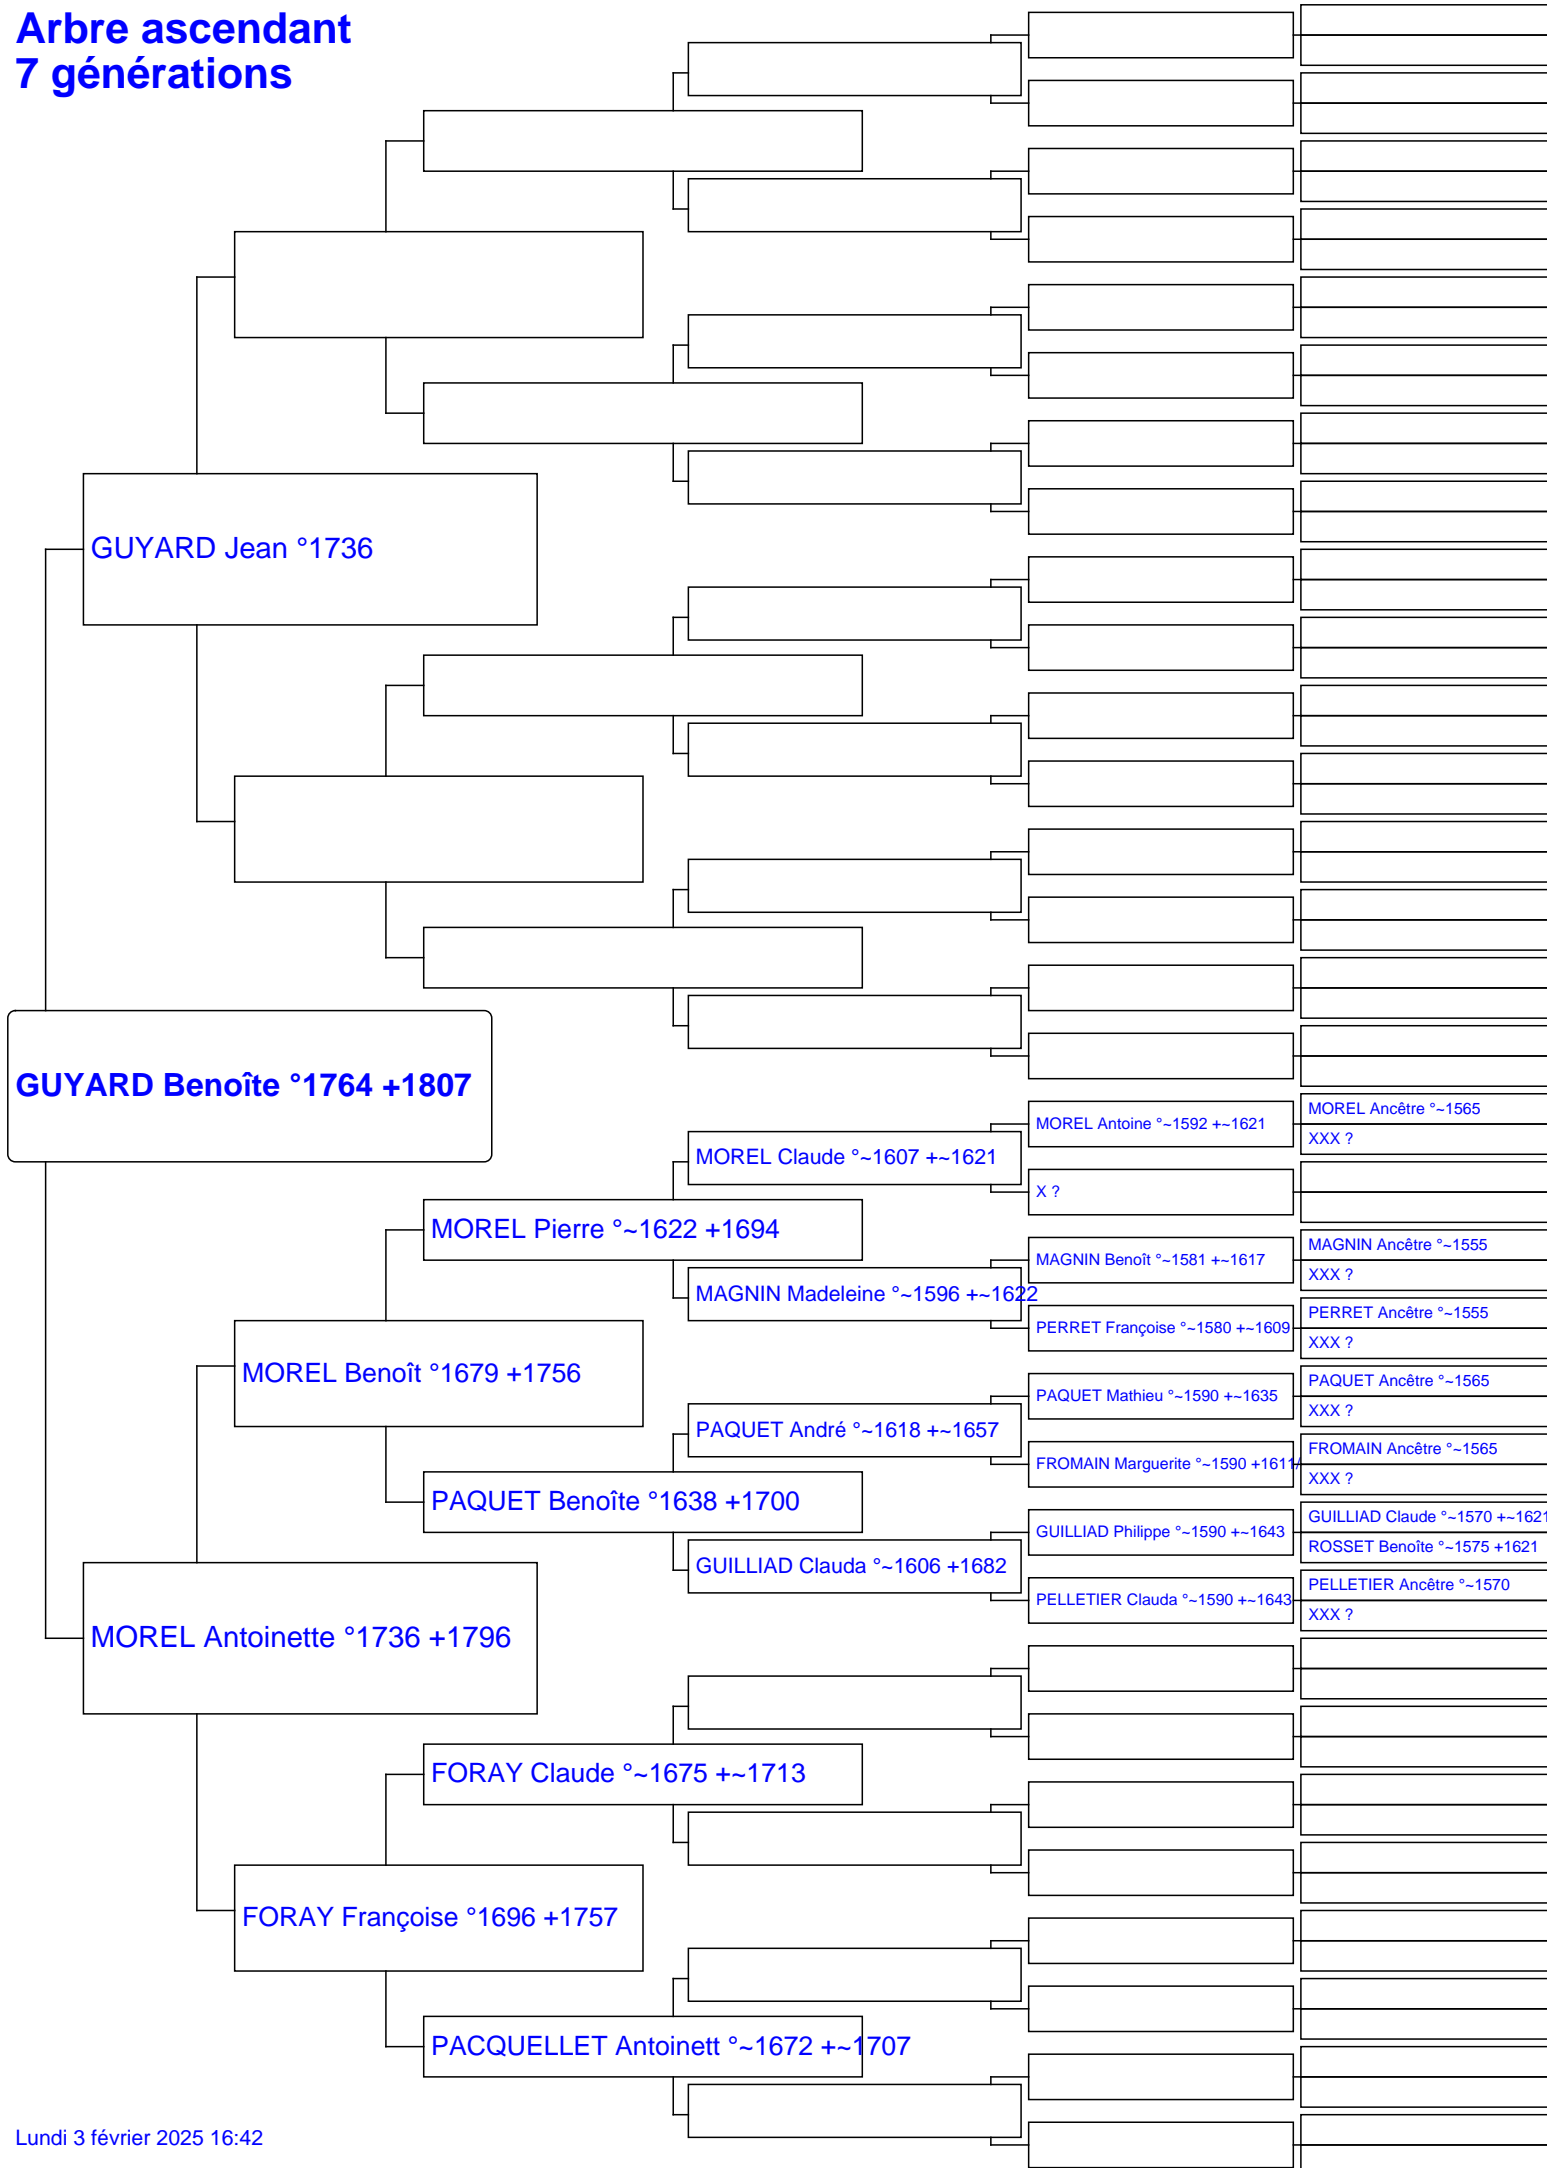 Arbre ascendant
7 générations
GUYARD Jean °1736
GUYARD Benoîte °1764 +1807
MOREL Ancêtre °~1565
MOREL Antoine °~1592 +~1621
XXX ?
MOREL Claude °~1607 +~1621
X ?
MOREL Pierre °~1622 +1694
MAGNIN Ancêtre °~1555
MAGNIN Benoît °~1581 +~1617
XXX ?
MAGNIN Madeleine °~1596 +~1622
PERRET Ancêtre °~1555
PERRET Françoise °~1580 +~1609
XXX ?
MOREL Benoît °1679 +1756
PAQUET Ancêtre °~1565
PAQUET Mathieu °~1590 +~1635
XXX ?
PAQUET André °~1618 +~1657
FROMAIN Ancêtre °~1565
FROMAIN Marguerite °~1590 +1611/
XXX ?
PAQUET Benoîte °1638 +1700
GUILLIAD Claude °~1570 +~1621
GUILLIAD Philippe °~1590 +~1643
ROSSET Benoîte °~1575 +1621
GUILLIAD Clauda °~1606 +1682
PELLETIER Ancêtre °~1570
PELLETIER Clauda °~1590 +~1643
XXX ?
MOREL Antoinette °1736 +1796
FORAY Claude °~1675 +~1713
FORAY Françoise °1696 +1757
PACQUELLET Antoinett °~1672 +~1707
Lundi 3 février 2025 16:42